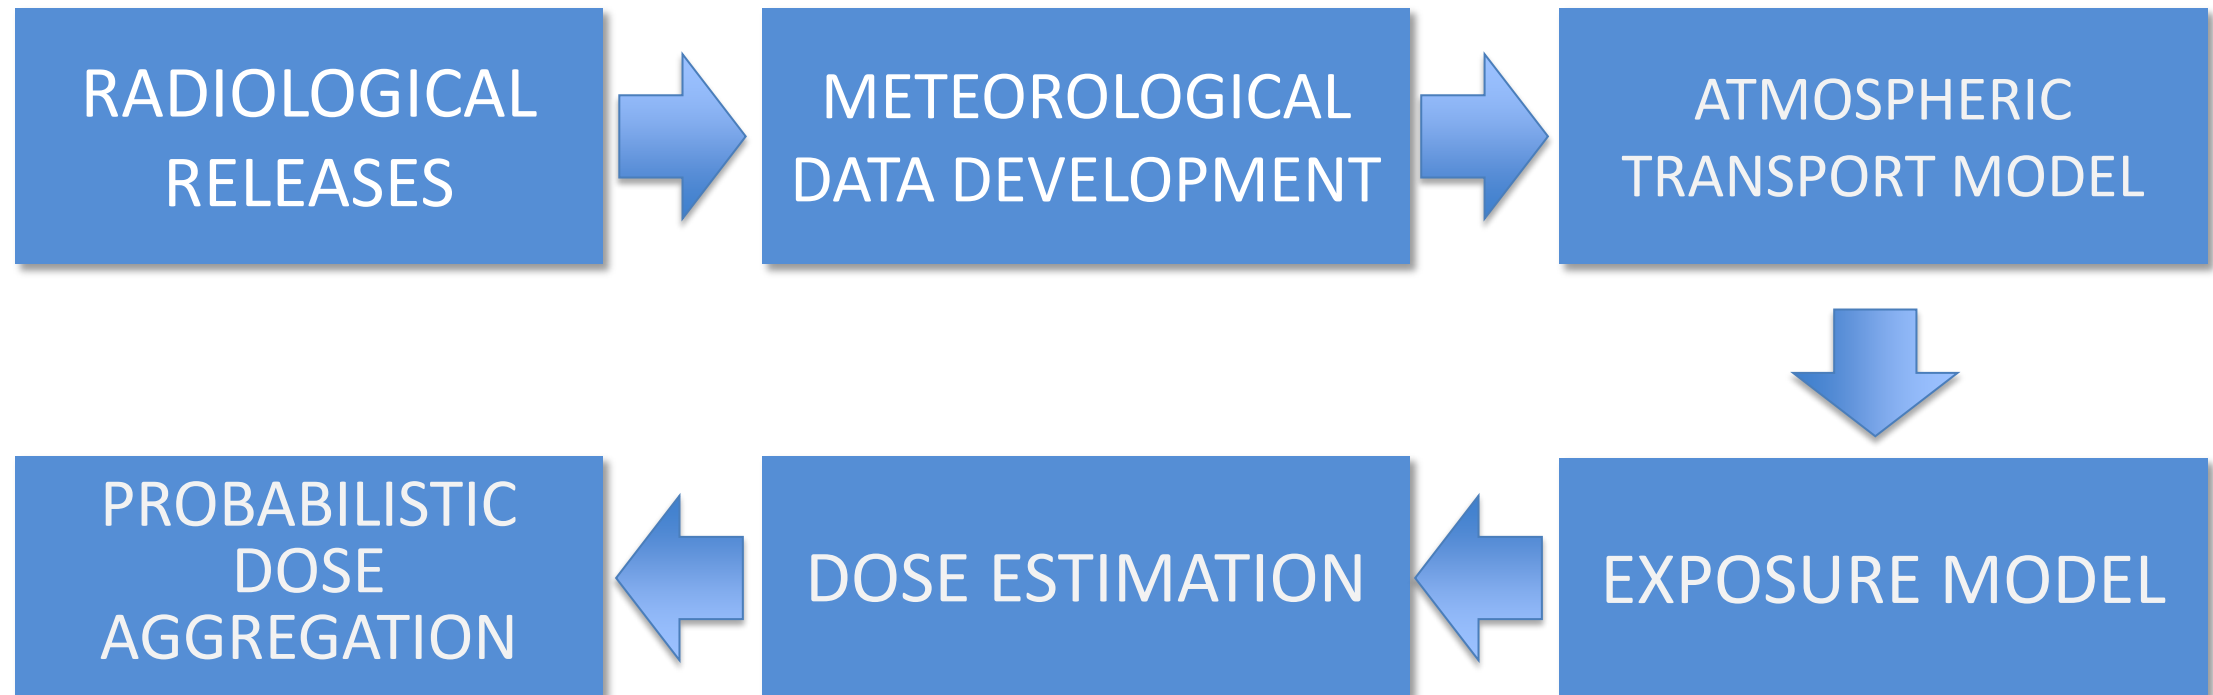 RADIOLOGICAL
RELEASES
METEOROLOGICAL
DATA DEVELOPMENT
ATMOSPHERIC
TRANSPORT MODEL
EXPOSURE MODEL
DOSE ESTIMATION
PROBABILISTIC
DOSE
AGGREGATION